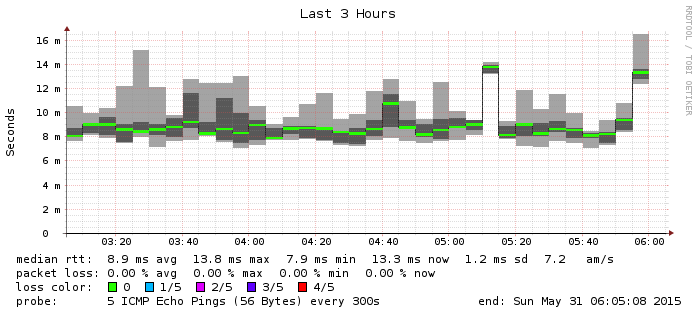 Last 3 Hours
RRDTOOL / TOBI OETIKER
Seconds
16 m
14 m
12 m
10 m
8 m
6 m
4 m
2 m
0
03:20 03:40 04:00 04:20 04:40 05:00 05:20 05:40 06:00
median rtt: 8.9 ms avg 13.8 ms max 7.9 ms min 13.3 ms now 1.2 ms sd 7.2 am/s
packet loss: 0.00 % avg 0.00 % max 0.00 % min 0.00 % now
loss color: 0 1/5 2/5 3/5 4/5
probe: 5 ICMP Echo Pings (56 Bytes) every 300s end: Sun May 31 06:05:08 2015